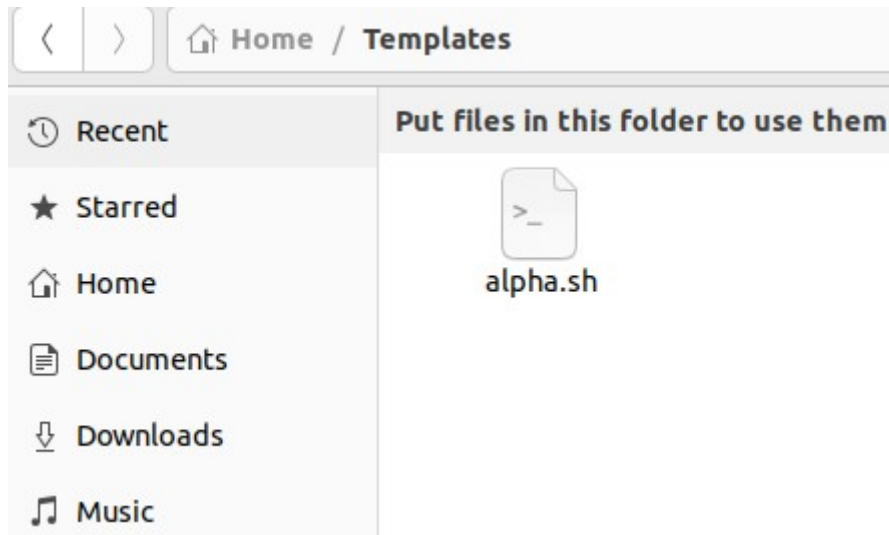 Home / Templates
Recent
Starred
Home
Documents
Downloads
Music
Put files in this folder to use them
>_
alpha.sh